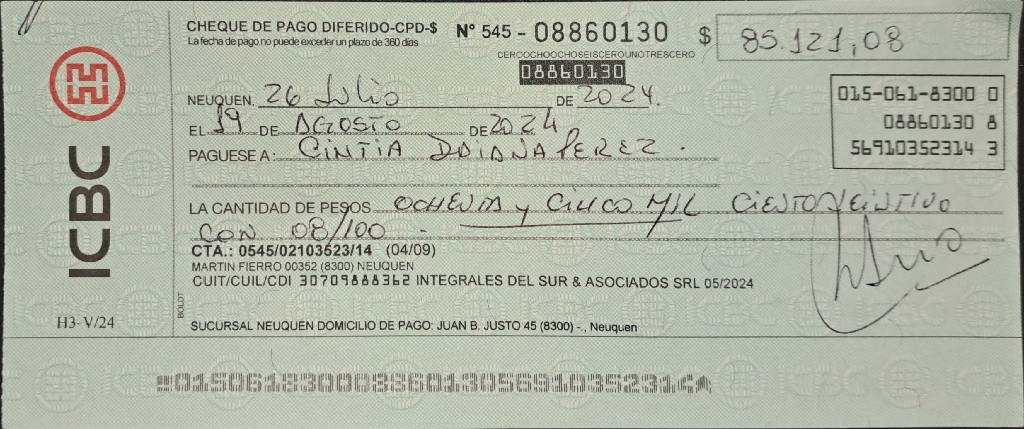 CHEQUE DE PAGO DIFERIDO-CPD-$ N° 545 - 08860130 $ 85.121,08
La fecha de pago no puede exceder un plazo de 360 días
CEROOCHOOCHOSEISCEROUNOTRESCERO
08860130
NEUQUEN, 26 Julio DE 2024.
015-061-8300 0
EL 19 DE AGOSTO DE 2024
08860130 8
PAGUESE A: CINTIA DAIANA PEREZ.
56910352314 3
LA CANTIDAD DE PESOS OCHENTA y CINCO MIL CIENTO VEINTIUNO
CON 08/100
ICBC
CTA.: 0545/02103523/14 (04/09)
MARTIN FIERRO 00352 (8300) NEUQUEN
CUIT/CUIL/CDI 30709888362 INTEGRALES DEL SUR & ASOCIADOS SRL 05/2024
BOLDT
H3- V/24
SUCURSAL NEUQUEN DOMICILIO DE PAGO: JUAN B. JUSTO 45 (8300) - , Neuquen